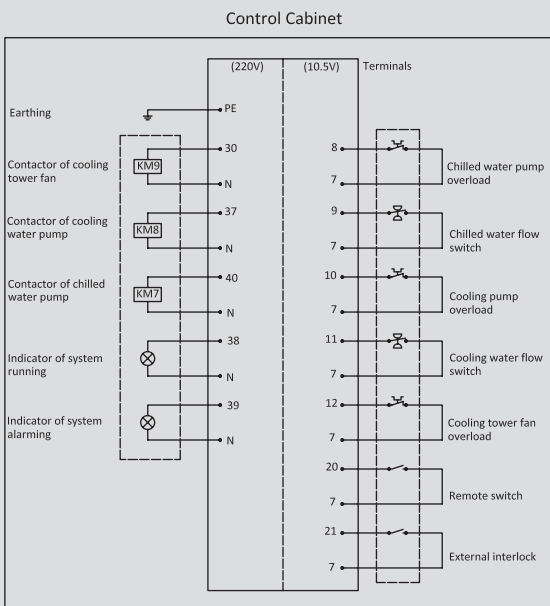 Control Cabinet
(220V) (10.5V) Terminals
Earthing PE
30 8
Contactor of cooling
tower fan
KM9
Chilled water pump
overload
N 7
37 9
Contactor of cooling
water pump
KM8
Chilled water flow
switch
N 7
40 10
Contactor of chilled
water pump
KM7
Cooling pump
overload
N 7
38 11
Indicator of system
running
Cooling water flow
switch
N 7
39 12
Indicator of system
alarming
Cooling tower fan
overload
N 7
20
Remote switch
7
21
External interlock
7